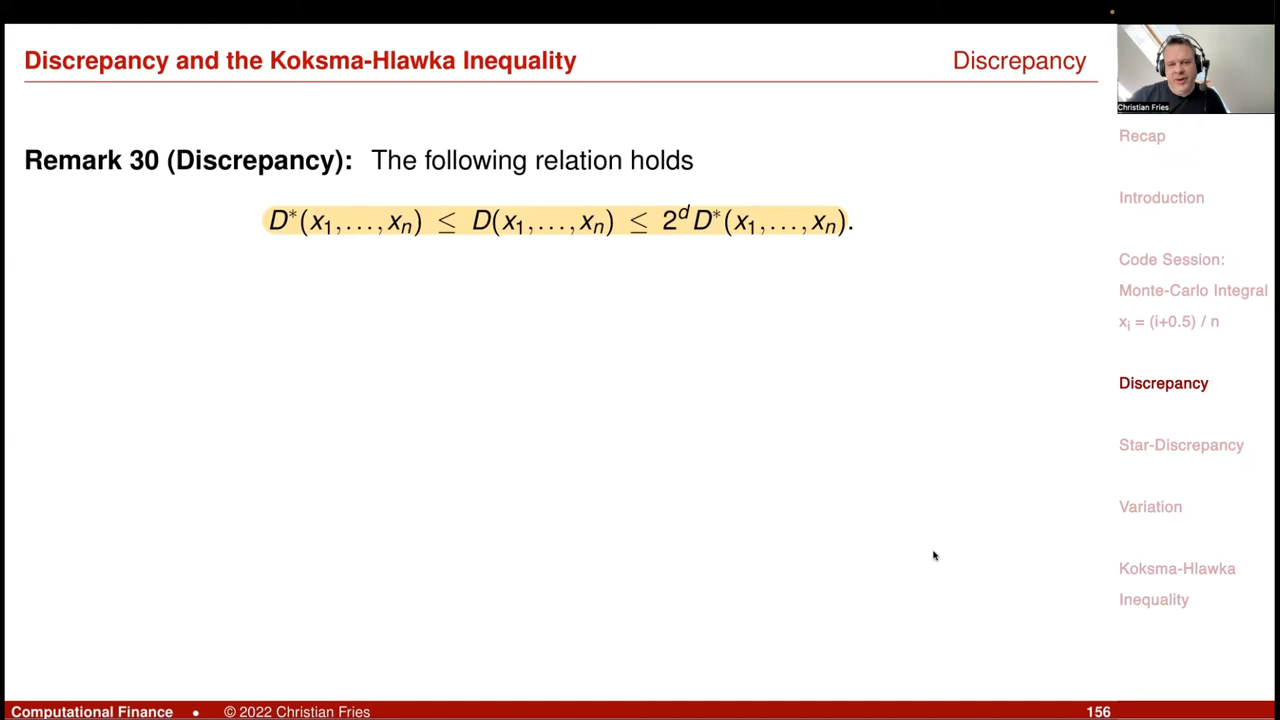 Discrepancy and the Koksma-Hlawka Inequality
Discrepancy
Christian Fries
Remark 30 (Discrepancy): The following relation holds
D*(x₁,…,xₙ) ≤ D(x₁,…,xₙ) ≤ 2ᵈ D*(x₁,…,xₙ).
Recap
Introduction
Code Session:
Monte-Carlo Integral
xᵢ = (i+0.5) / n
Discrepancy
Star-Discrepancy
Variation
Koksma-Hlawka
Inequality
Computational Finance • © 2022 Christian Fries
156